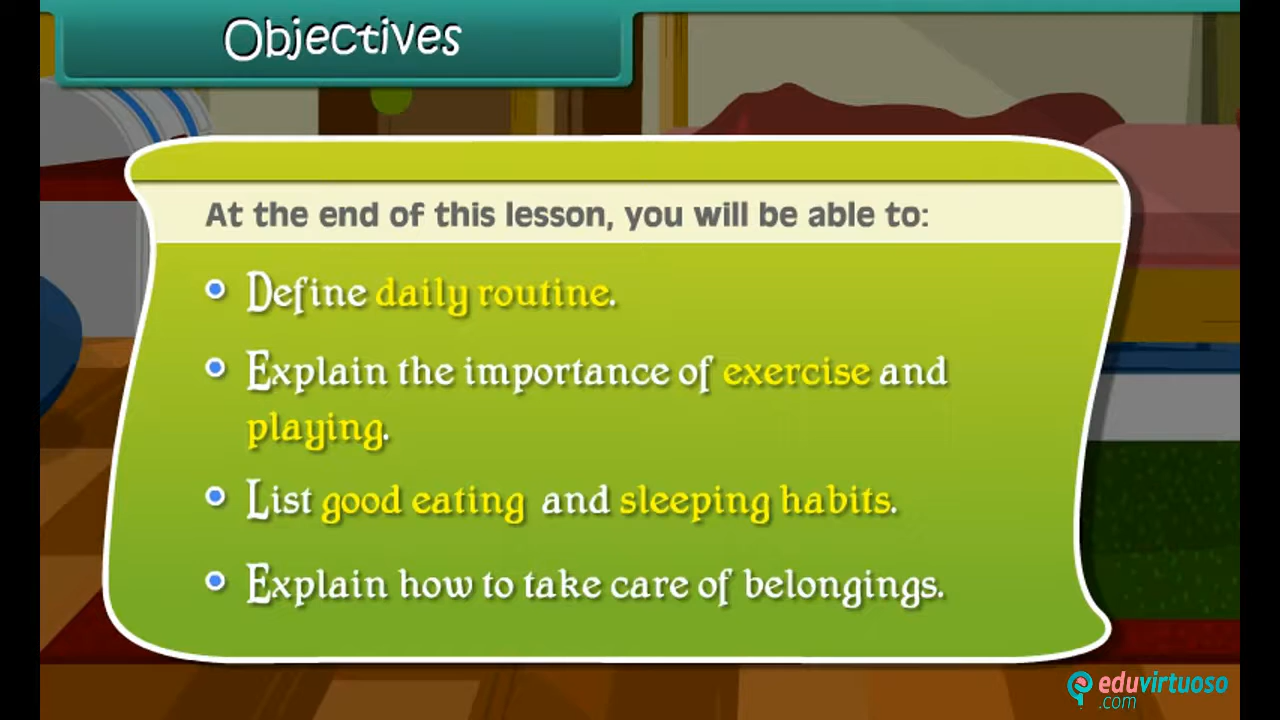 Objectives
At the end of this lesson, you will be able to:
Define daily routine.
Explain the importance of exercise and
playing.
List good eating and sleeping habits.
Explain how to take care of belongings.
eduvirtuoso
.com